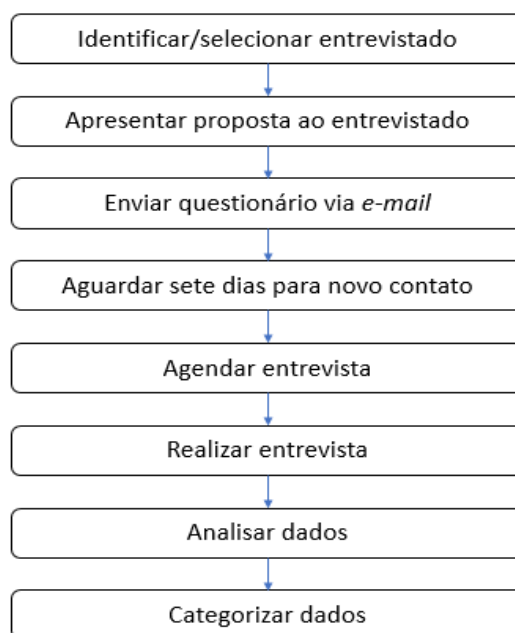 Identificar/selecionar entrevistado
Apresentar proposta ao entrevistado
Enviar questionário via e-mail
Aguardar sete dias para novo contato
Agendar entrevista
Realizar entrevista
Analisar dados
Categorizar dados